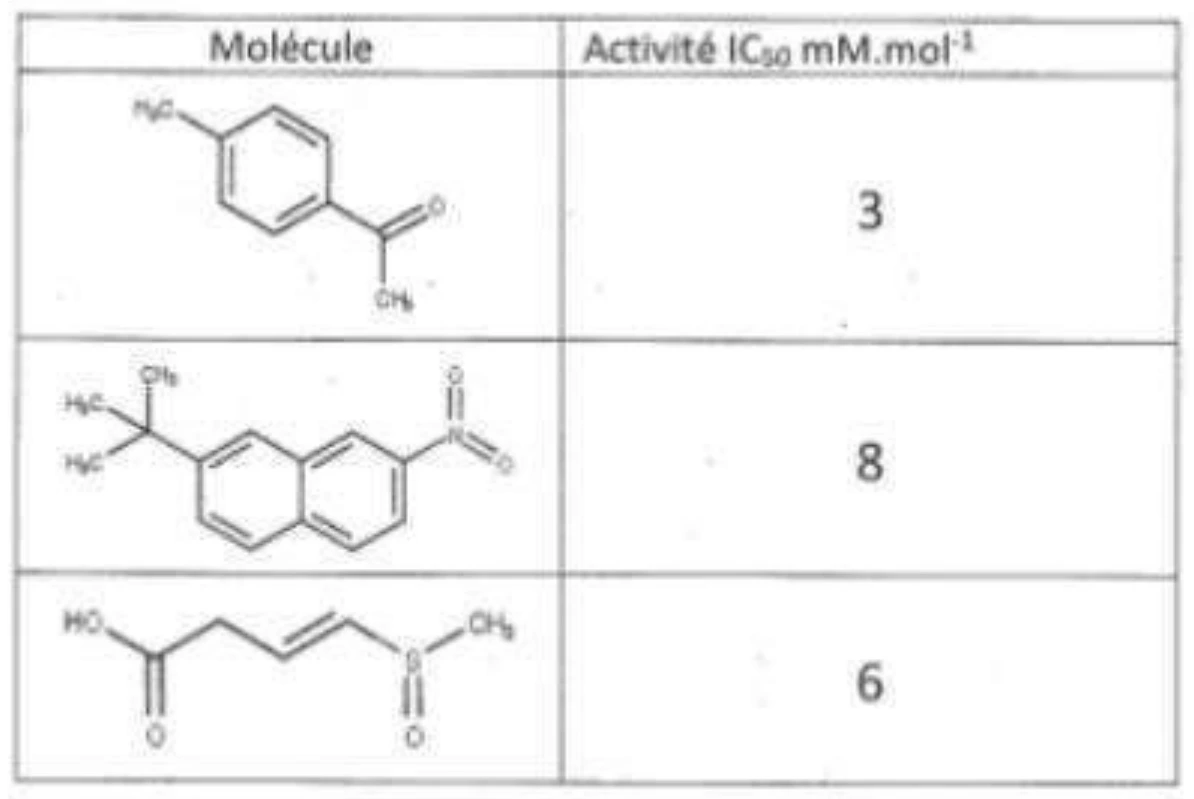 Molécule
Activité IC₅₀ mM.mol⁻¹
H₃C
O
CH₃
3
CH₃
H₃C
H₃C
O
N
O
8
HO
O
S
CH₃
O
6